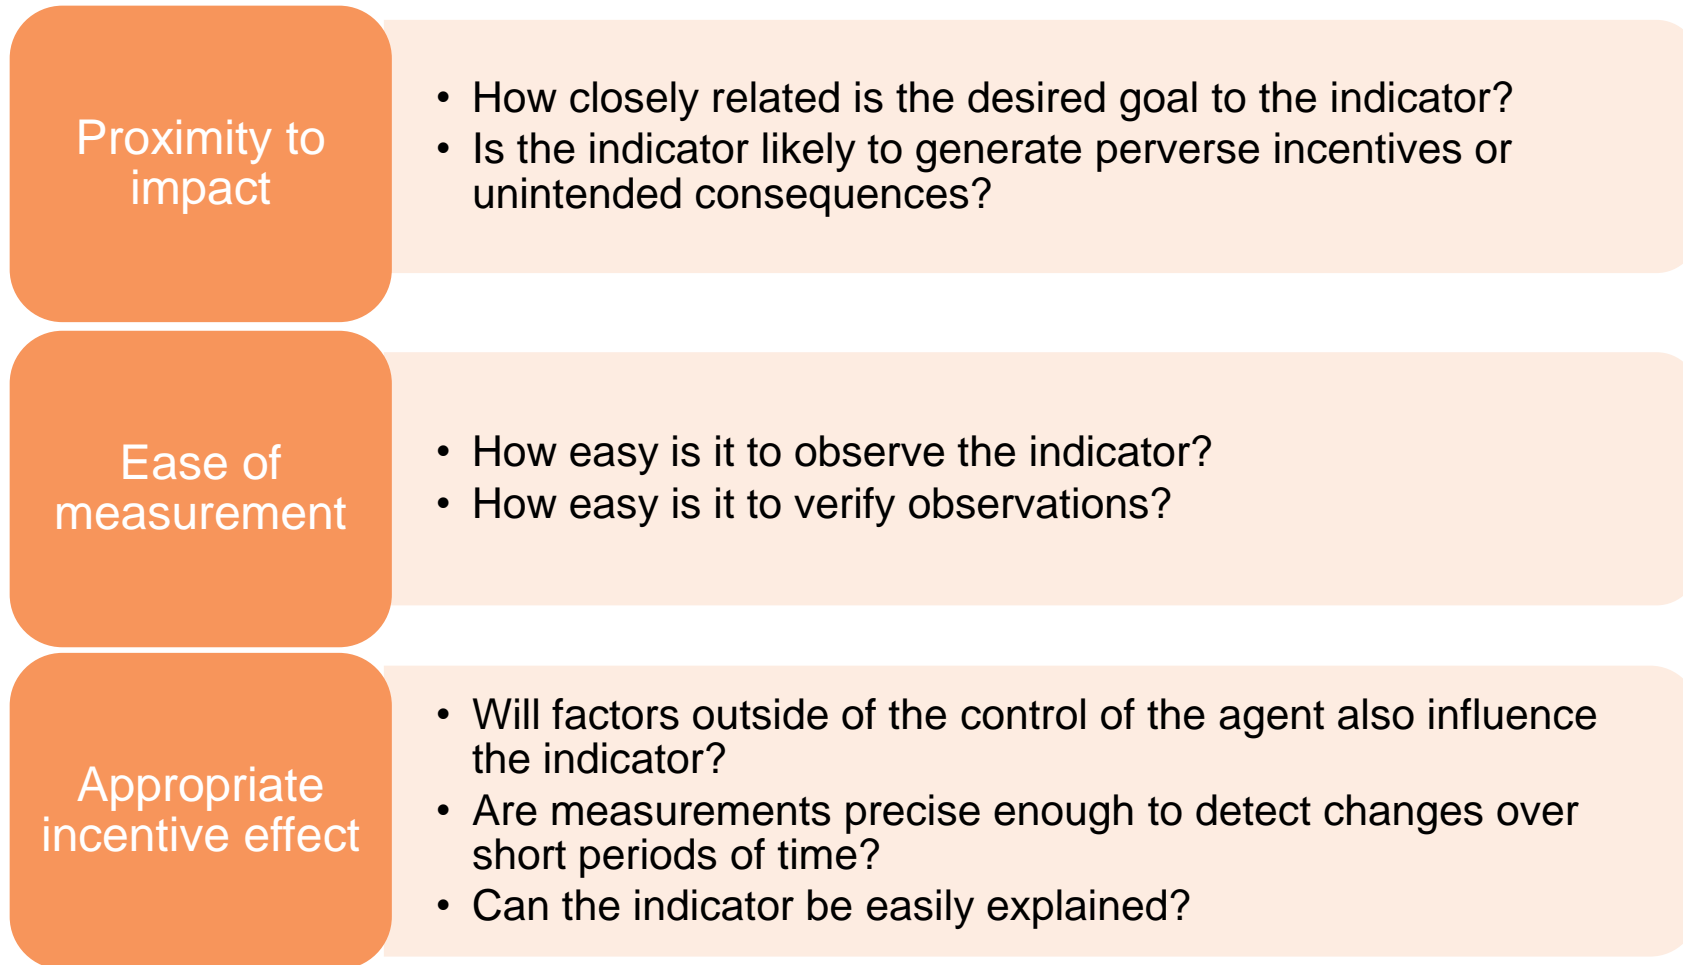 Proximity to
impact
• How closely related is the desired goal to the indicator?
• Is the indicator likely to generate perverse incentives or
unintended consequences?
Ease of
measurement
• How easy is it to observe the indicator?
• How easy is it to verify observations?
Appropriate
incentive effect
• Will factors outside of the control of the agent also influence
the indicator?
• Are measurements precise enough to detect changes over
short periods of time?
• Can the indicator be easily explained?